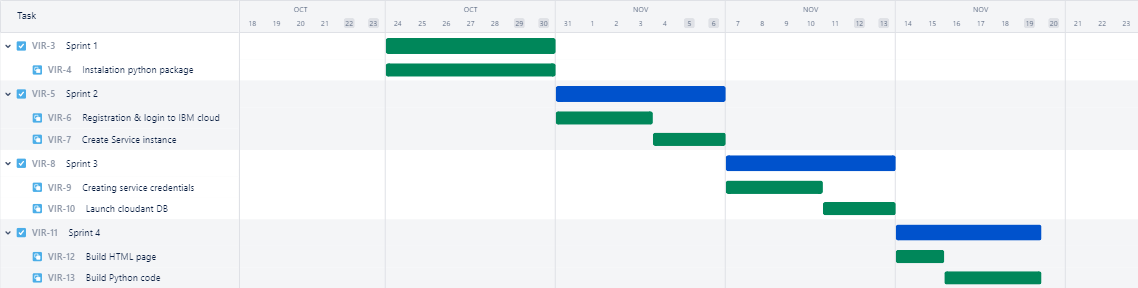 Task
OCT OCT NOV NOV NOV
18 19 20 21 22 23 24 25 26 27 28 29 30 31 1 2 3 4 5 6 7 8 9 10 11 12 13 14 15 16 17 18 19 20 21 22 23
VIR-3 Sprint 1
VIR-4 Instalation python package
VIR-5 Sprint 2
VIR-6 Registration & login to IBM cloud
VIR-7 Create Service instance
VIR-8 Sprint 3
VIR-9 Creating service credentials
VIR-10 Launch cloudant DB
VIR-11 Sprint 4
VIR-12 Build HTML page
VIR-13 Build Python code